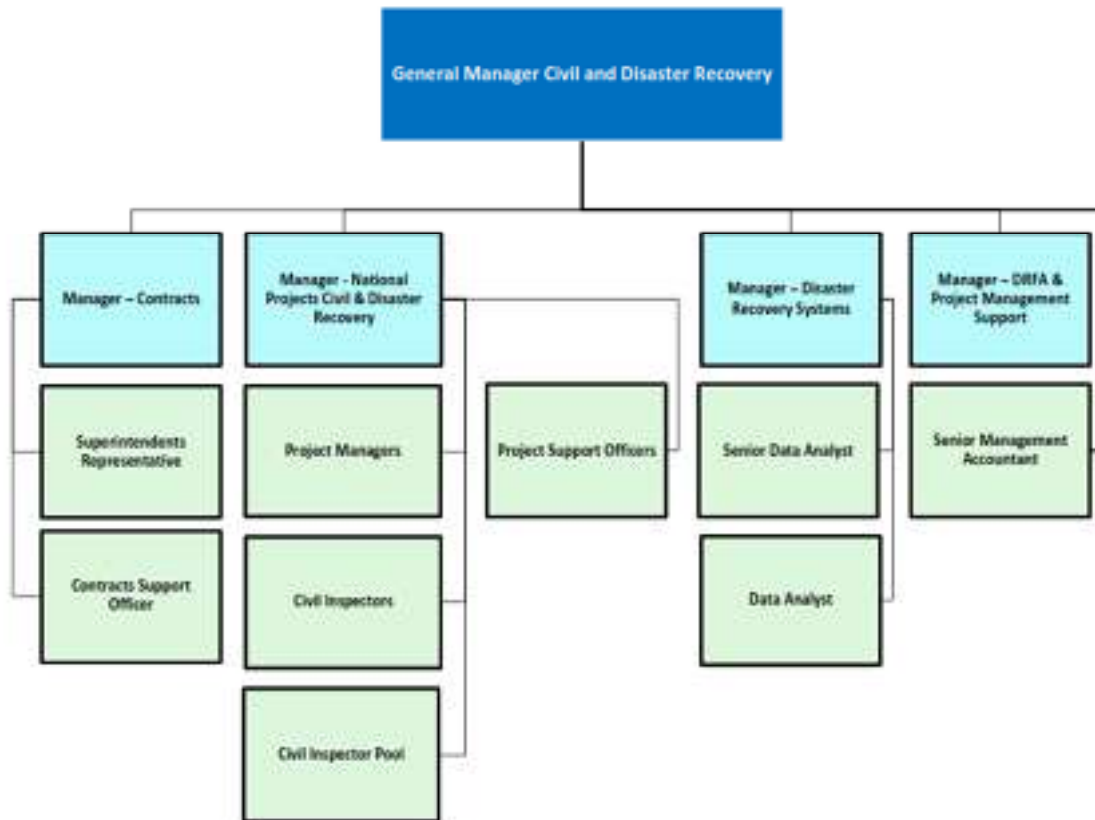 General Manager Civil and Disaster Recovery
Manager – Contracts
Manager - National
Projects Civil & Disaster
Recovery
Manager – Disaster
Recovery Systems
Manager – DRFA &
Project Management
Support
Superintendents
Representative
Project Managers
Project Support Officers
Senior Data Analyst
Senior Management
Accountant
Contracts Support
Officer
Civil Inspectors
Data Analyst
Civil Inspector Pool